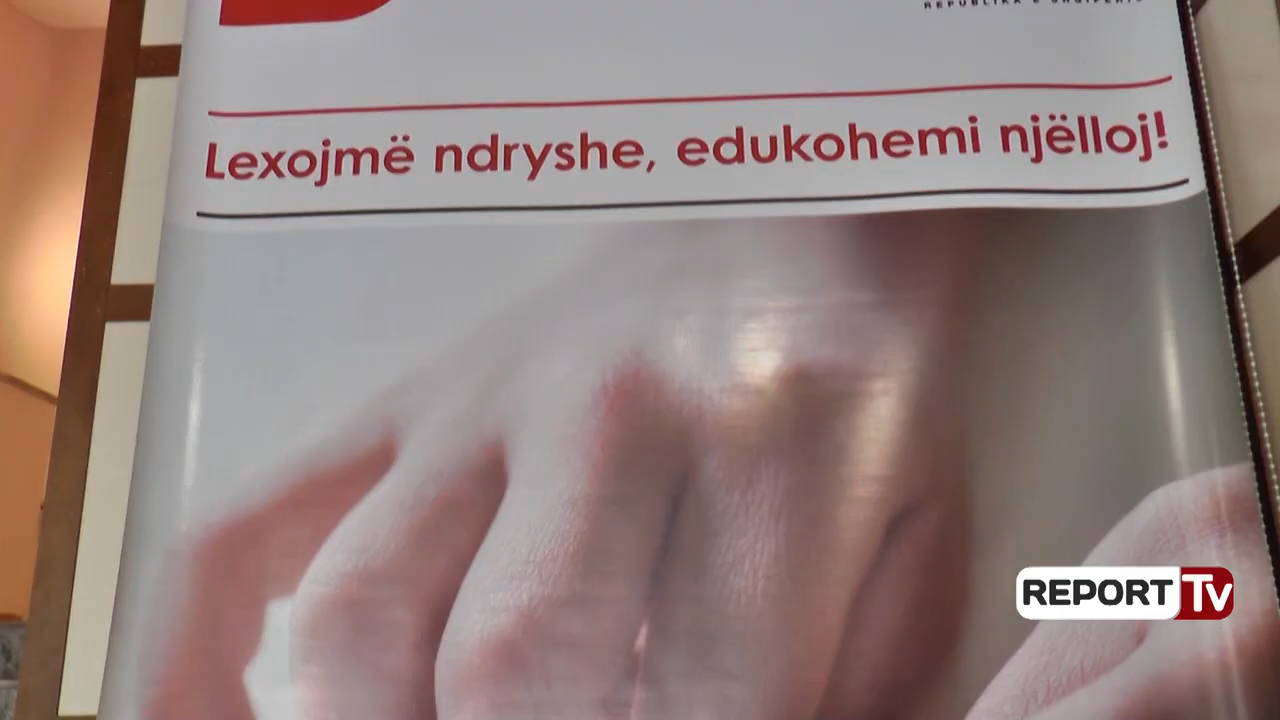 REPUBLIKA E SHQIPËRISË
Lexojmë ndryshe, edukohemi njëlloj!
REPORT Tv